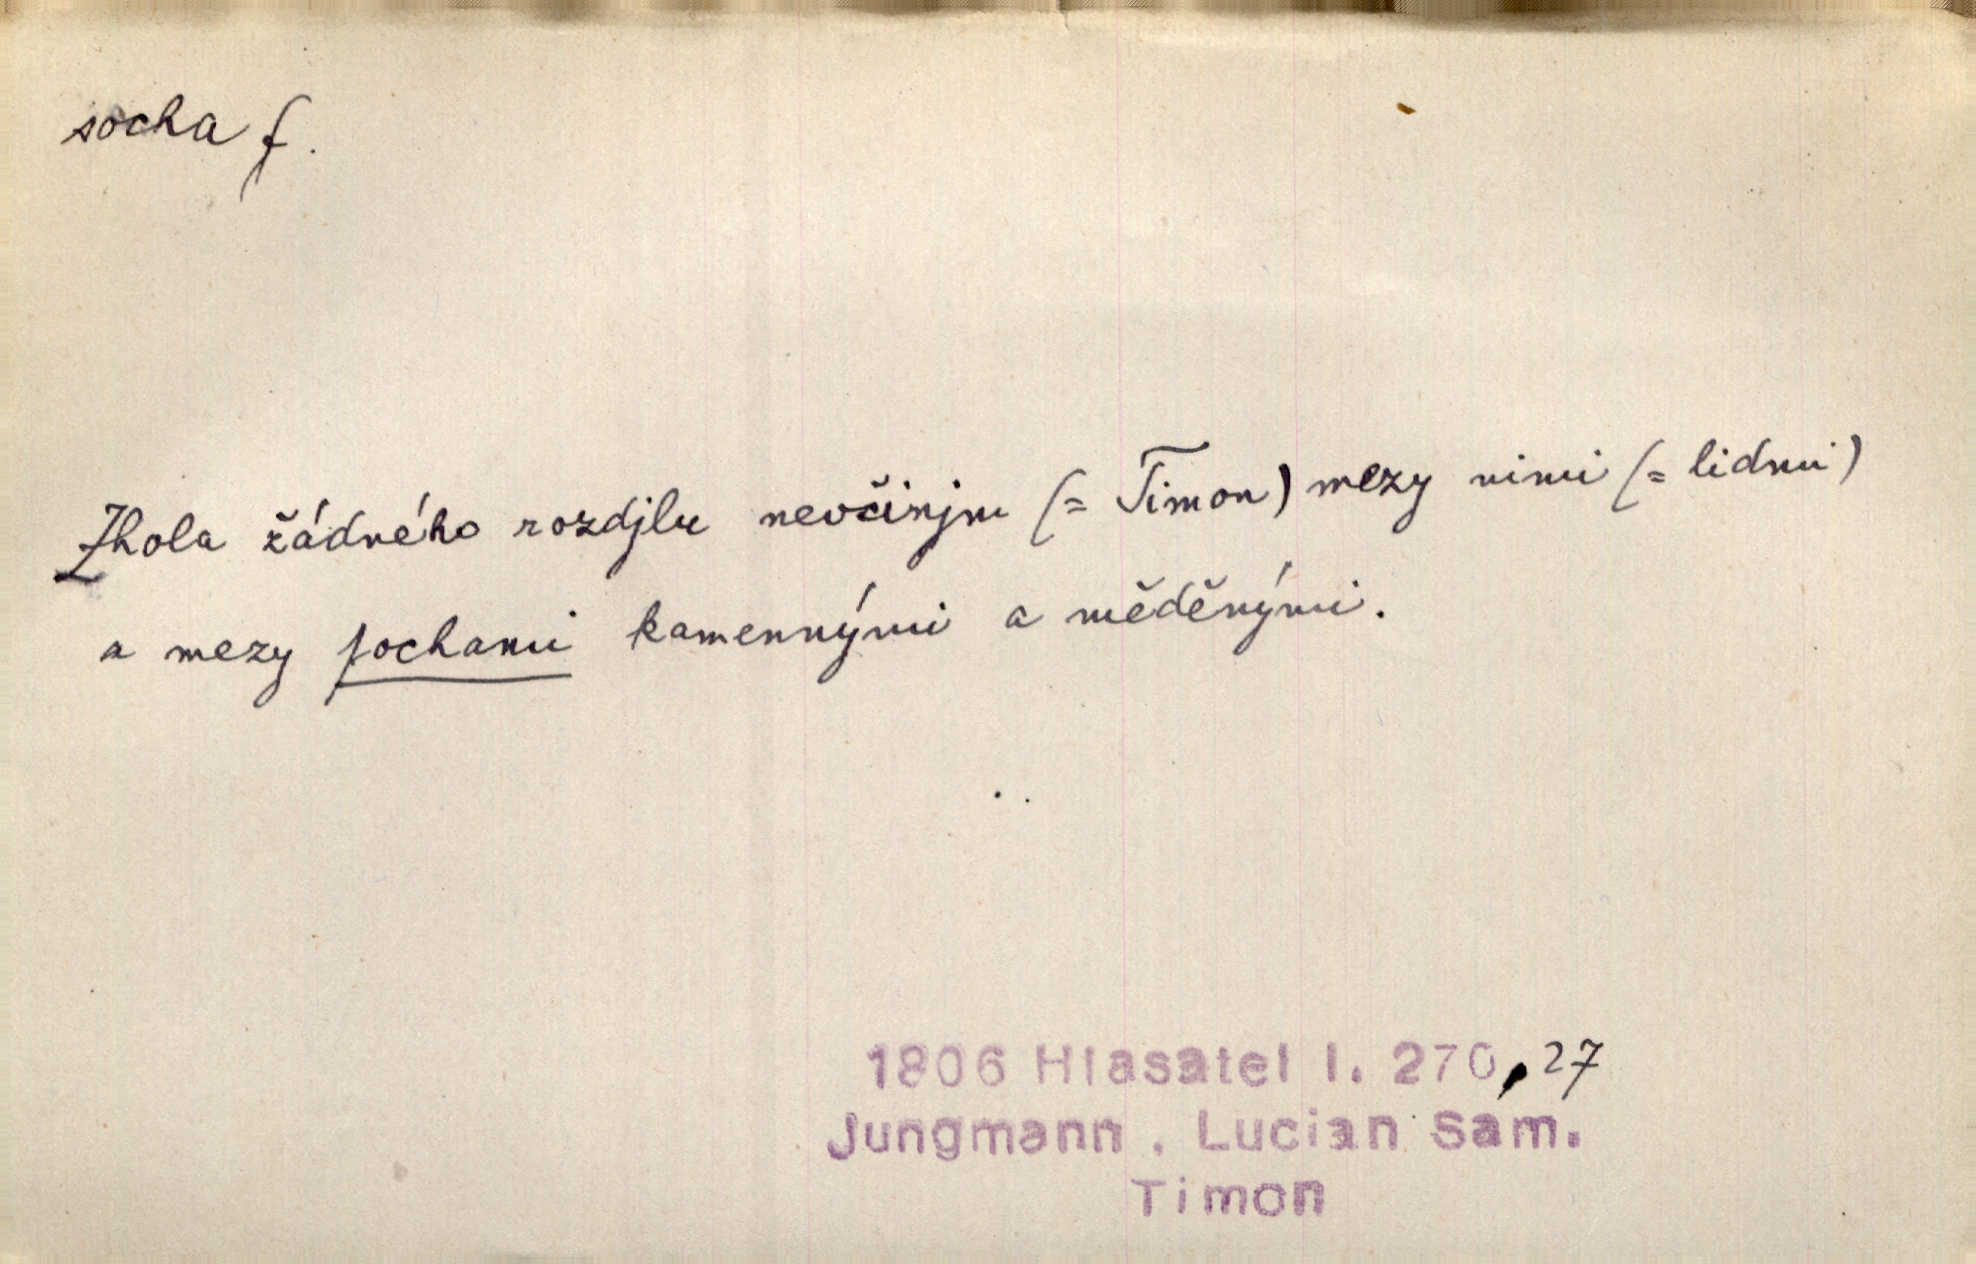 socha f.
Zhola žádného rozdjlu nevčinjm (= Timon) mezy nimi (= lidmi)
a mezy ſochami kamennými a měděnými.
1806 Hlasatel I. 270, 27
Jungmann, Lucian Sam.
Timon